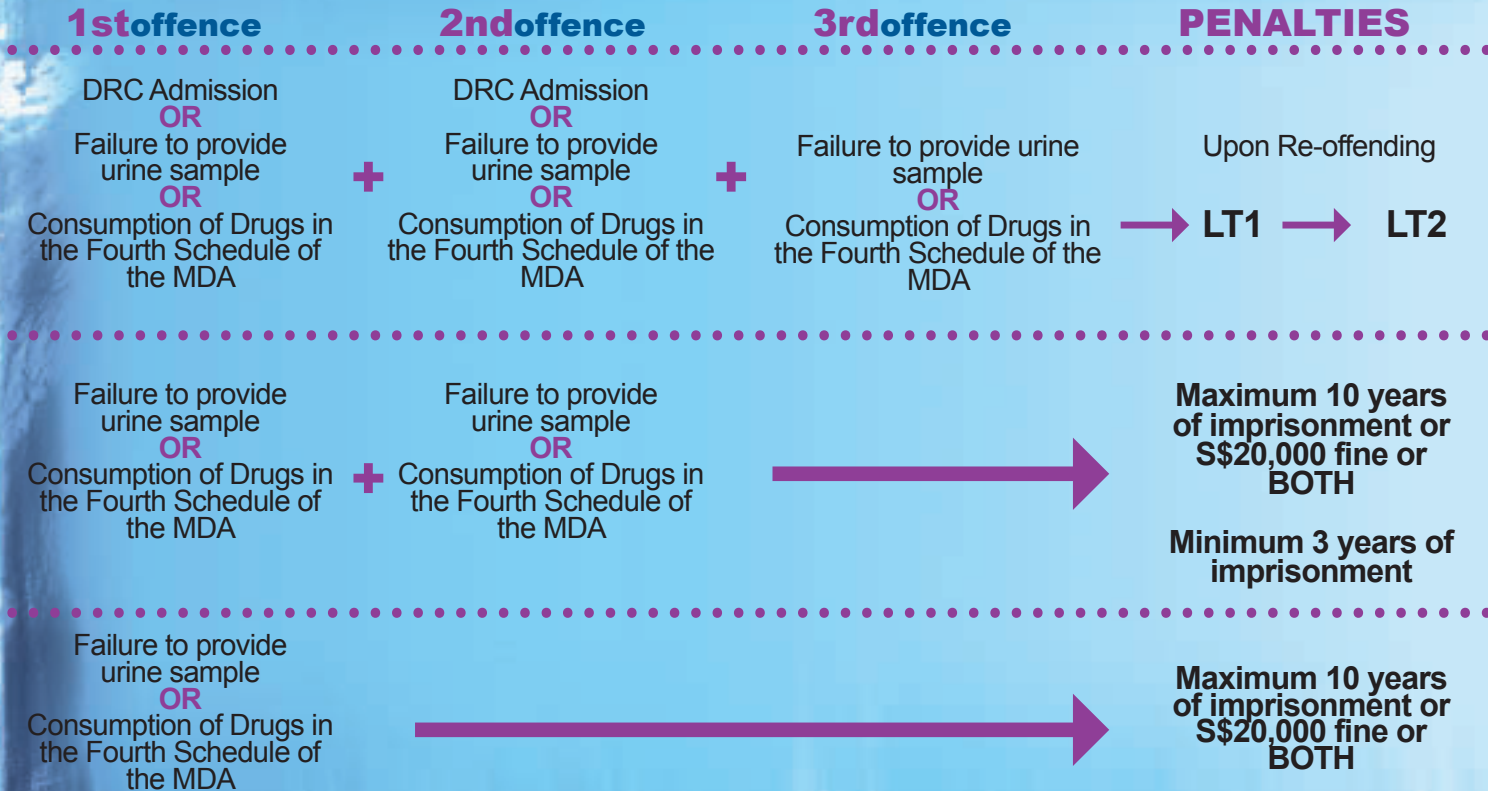 1stoffence
2ndoffence
3rdoffence
PENALTIES
DRC Admission
OR
Failure to provide
urine sample
OR
Consumption of Drugs in
the Fourth Schedule of
the MDA
+
DRC Admission
OR
Failure to provide
urine sample
OR
Consumption of Drugs in
the Fourth Schedule of the
MDA
+
Failure to provide urine
sample
OR
Consumption of Drugs in
the Fourth Schedule of the
MDA
Upon Re-offending
LT1
LT2
Failure to provide
urine sample
OR
Consumption of Drugs in
the Fourth Schedule of
the MDA
+
Failure to provide
urine sample
OR
Consumption of Drugs in
the Fourth Schedule of
the MDA
Maximum 10 years
of imprisonment or
S$20,000 fine or
BOTH
Minimum 3 years of
imprisonment
Failure to provide
urine sample
OR
Consumption of Drugs in
the Fourth Schedule of
the MDA
Maximum 10 years
of imprisonment or
S$20,000 fine or
BOTH